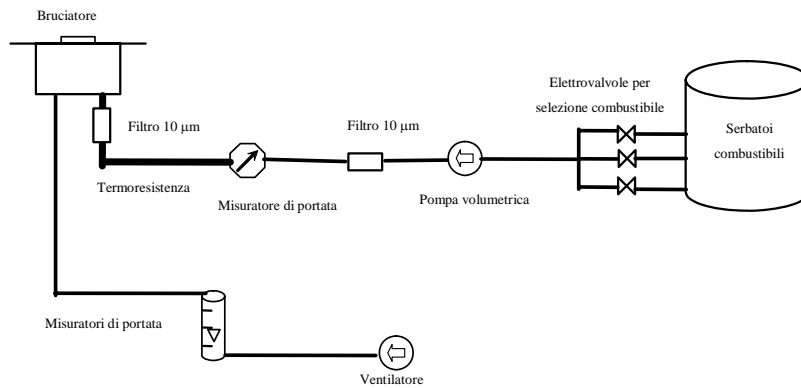 Bruciatore
Elettrovalvole per
selezione combustibile
Filtro 10 μm
Filtro 10 μm
Serbatoi
combustibili
Termoresistenza
Misuratore di portata
Pompa volumetrica
Misuratori di portata
Ventilatore